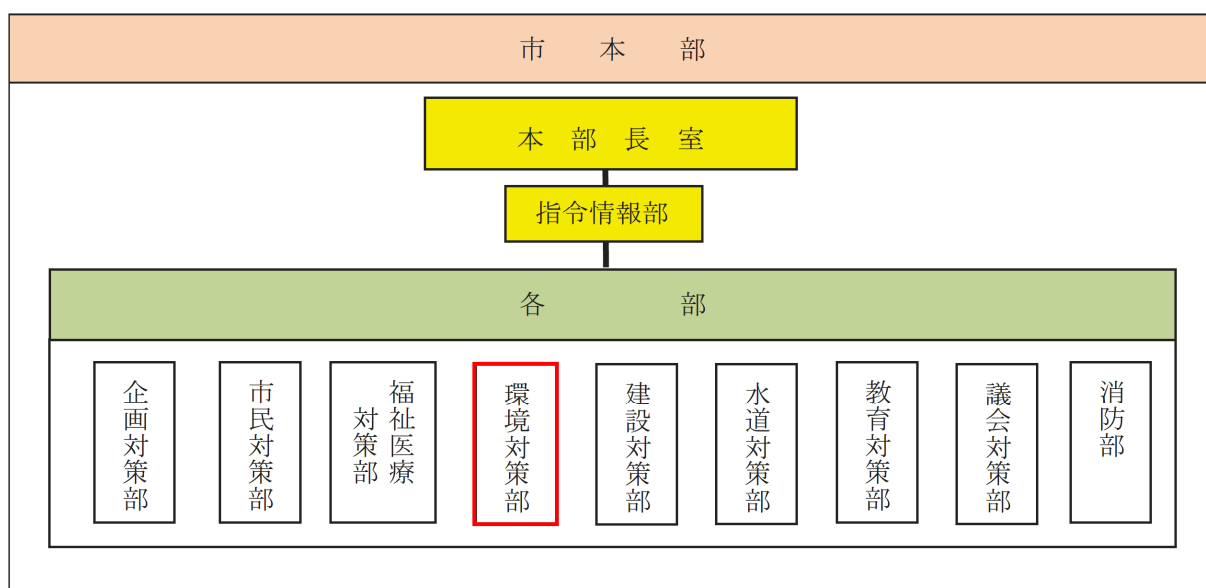 市本部
本部長室
指令情報部
各部
企画対策部
市民対策部
福祉医療
対策部
環境対策部
建設対策部
水道対策部
教育対策部
議会対策部
消防部